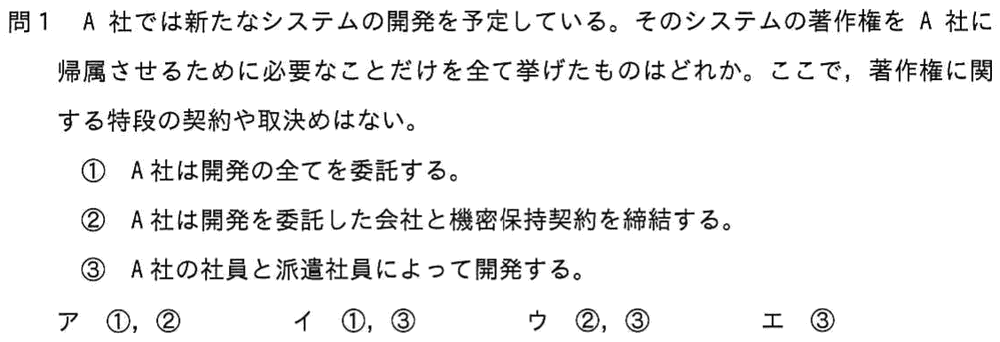 問1 A 社では新たなシステムの開発を予定している。そのシステムの著作権を A 社に
帰属させるために必要なことだけを全て挙げたものはどれか。ここで，著作権に関
する特段の契約や取決めはない。
① A 社は開発の全てを委託する。
② A 社は開発を委託した会社と機密保持契約を締結する。
③ A 社の社員と派遣社員によって開発する。
ア ①，② イ ①，③ ウ ②，③ エ ③